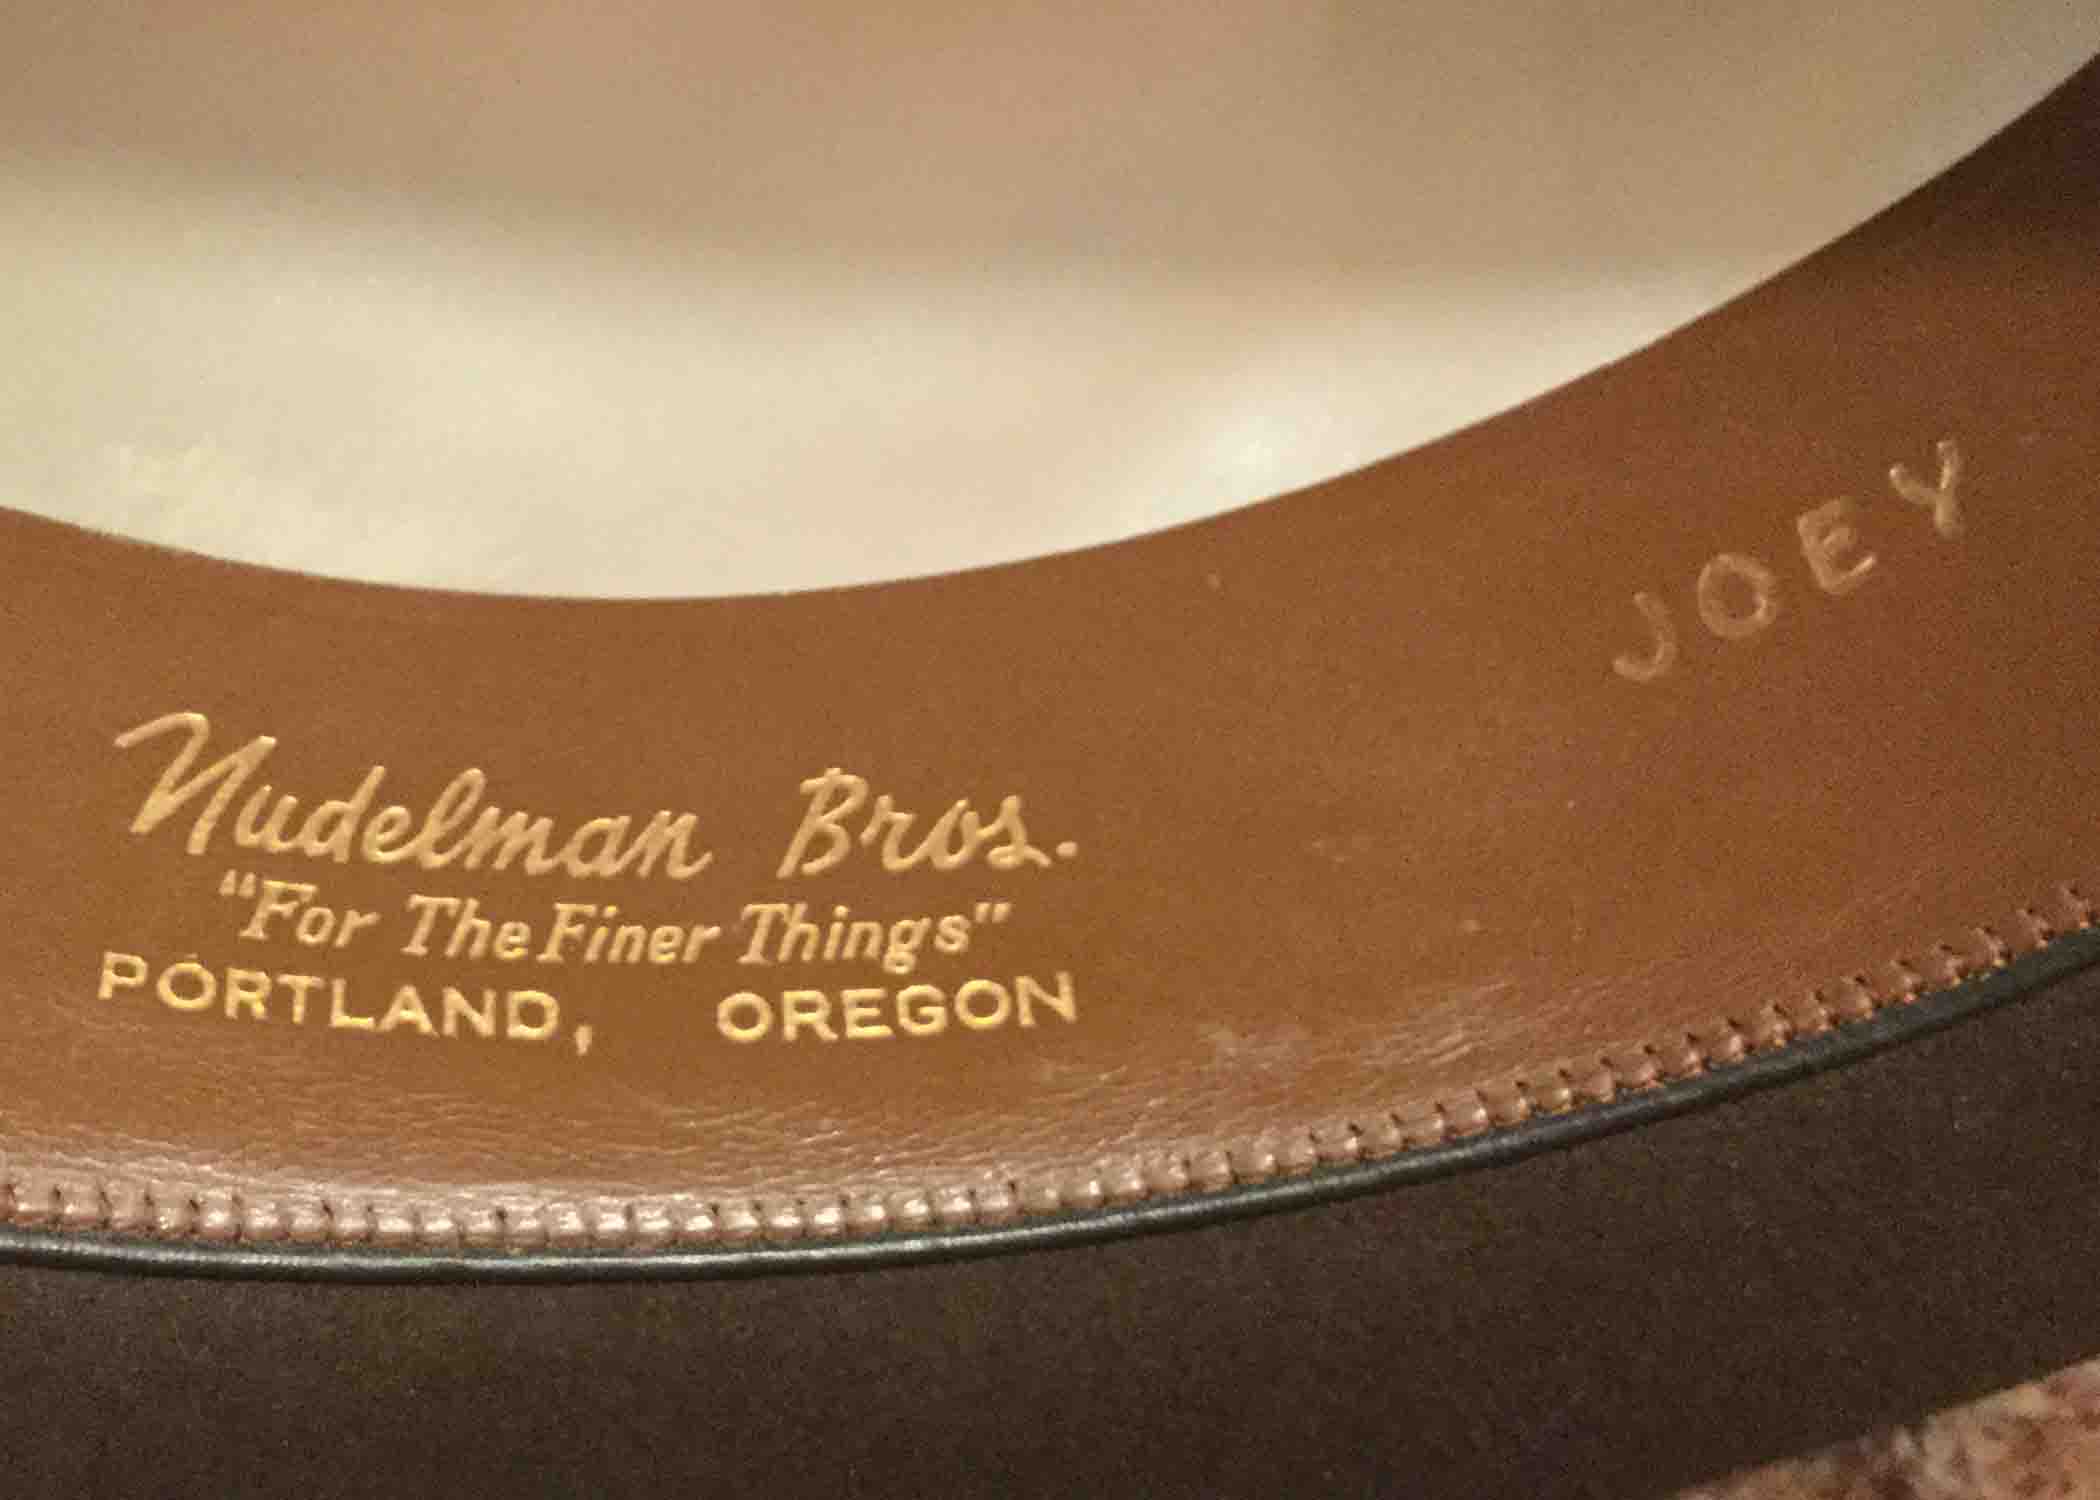 Nudelman Bros.
"For The Finer Things"
PORTLAND, OREGON
JOEY